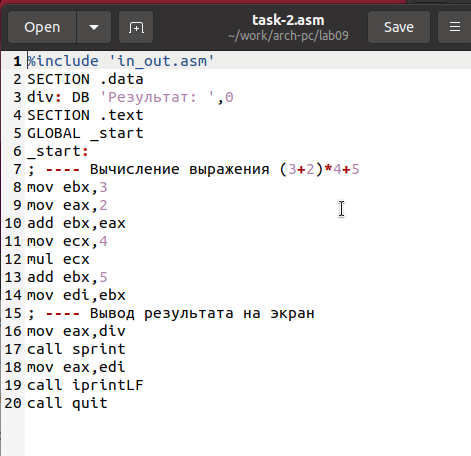 Open
task-2.asm
~/work/arch-pc/lab09
Save
1 %include 'in_out.asm'
2 SECTION .data
3 div: DB 'Результат: ',0
4 SECTION .text
5 GLOBAL _start
6 _start:
7 ; ---- Вычисление выражения (3+2)*4+5
8 mov ebx,3
9 mov eax,2
10 add ebx,eax
11 mov ecx,4
12 mul ecx
13 add ebx,5
14 mov edi,ebx
15 ; ---- Вывод результата на экран
16 mov eax,div
17 call sprint
18 mov eax,edi
19 call iprintLF
20 call quit